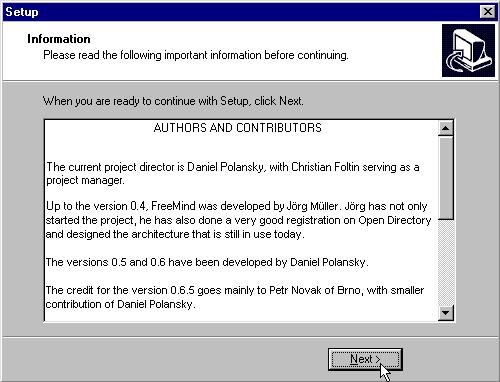 Setup
Information
Please read the following important information before continuing.
When you are ready to continue with Setup, click Next.
AUTHORS AND CONTRIBUTORS
The current project director is Daniel Polansky, with Christian Foltin serving as a
project manager.
Up to the version 0.4, FreeMind was developed by Jörg Müller. Jörg has not only
started the project, he has also done a very good registration on Open Directory
and designed the architecture that is still in use today.
The versions 0.5 and 0.6 have been developed by Daniel Polansky.
The credit for the version 0.6.5 goes mainly to Petr Novak of Brno, with smaller
contribution of Daniel Polansky.
Next >